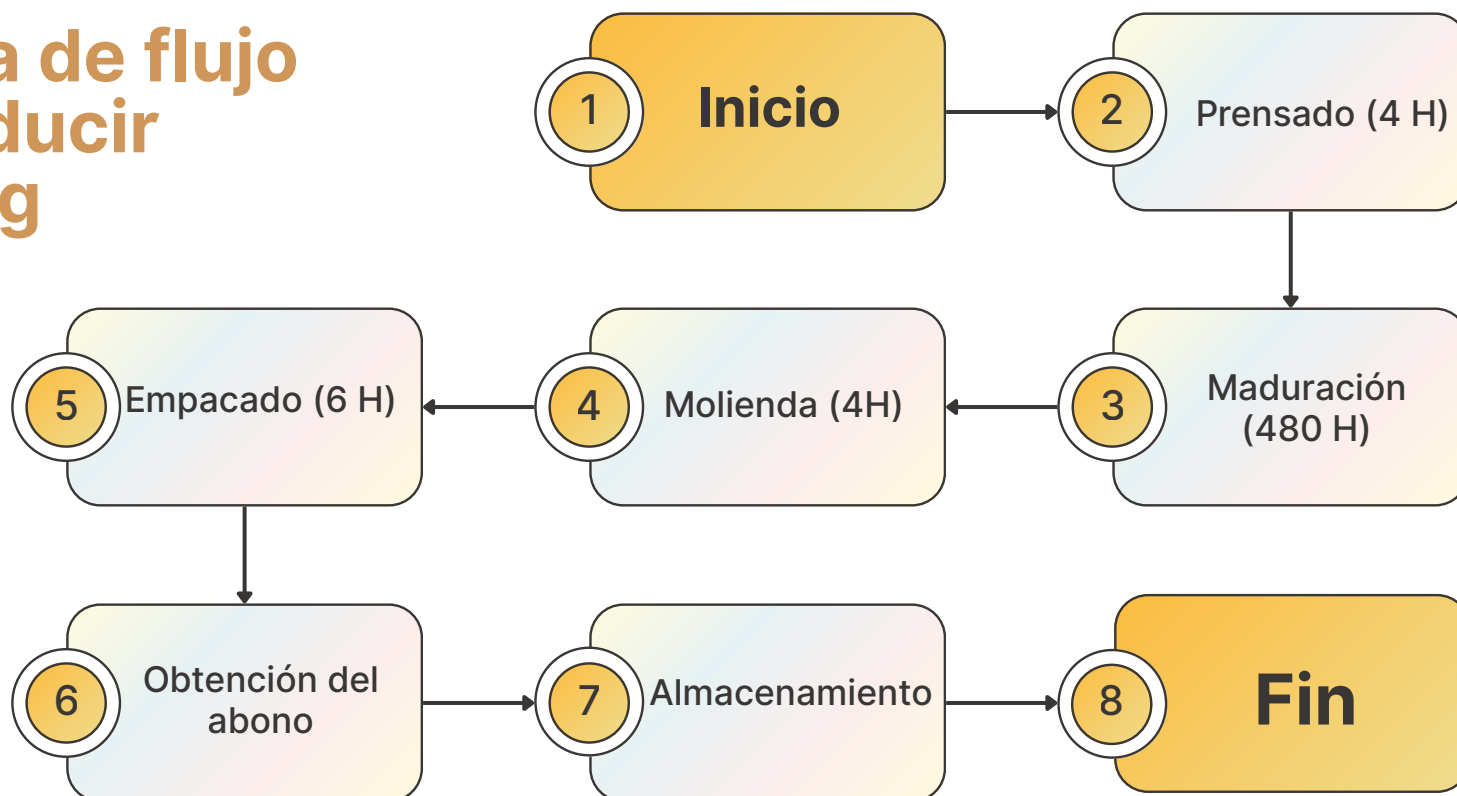 a de flujo
ducir
g
1
Inicio
2
Prensado (4 H)
3
Maduración
(480 H)
4
Molienda (4H)
5
Empacado (6 H)
6
Obtención del
abono
7
Almacenamiento
8
Fin